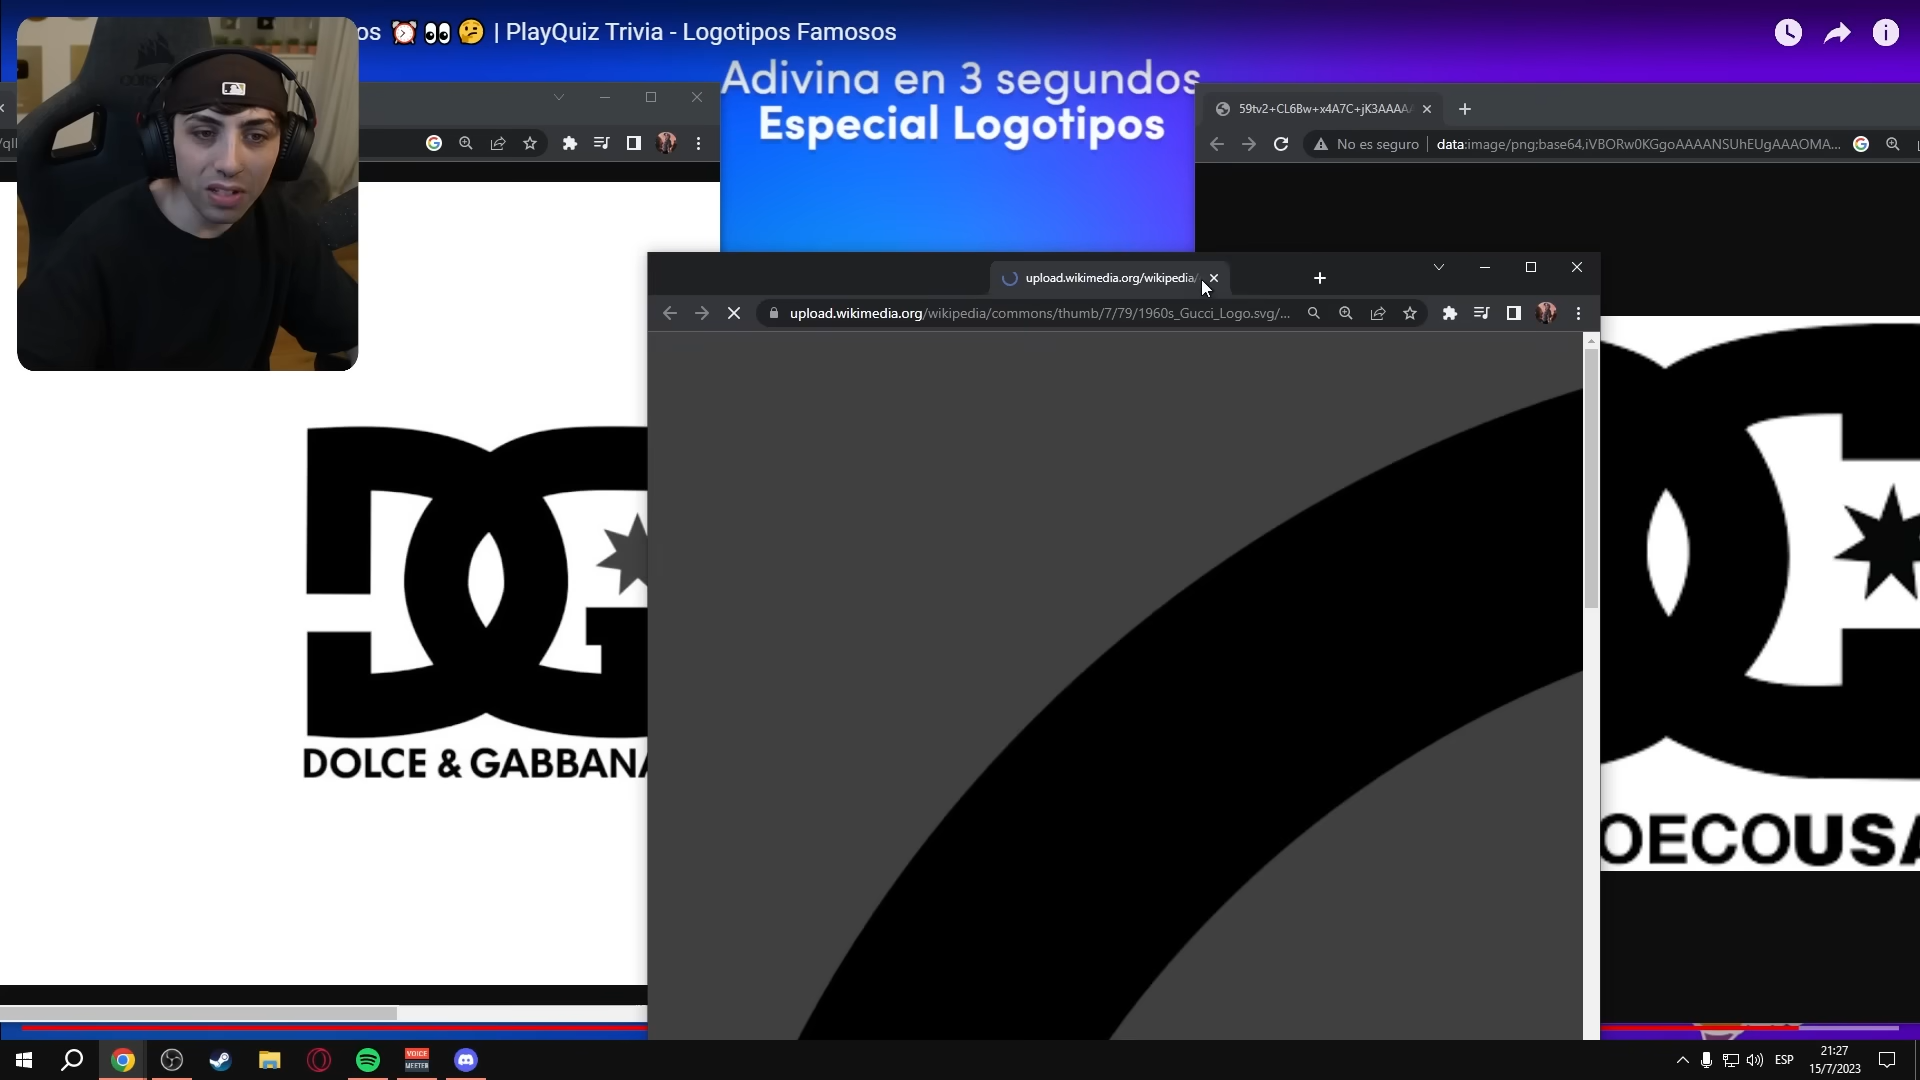 os ⏰ 👀 🤔 | PlayQuiz Trivia - Logotipos Famosos
Adivina en 3 segundos
Especial Logotipos
59tv2+CL6Bw+x4A7C+jK3AAAA
No es seguro
data:image/png;base64,iVBORw0KGgoAAAANSUhEUgAAAOMA...
upload.wikimedia.org/wikipedia/
upload.wikimedia.org/wikipedia/commons/thumb/7/79/1960s_Gucci_Logo.svg/...
DOLCE & GABBANA
OECOUSA
VOICE
MEETER
ESP
21:27
15/7/2023